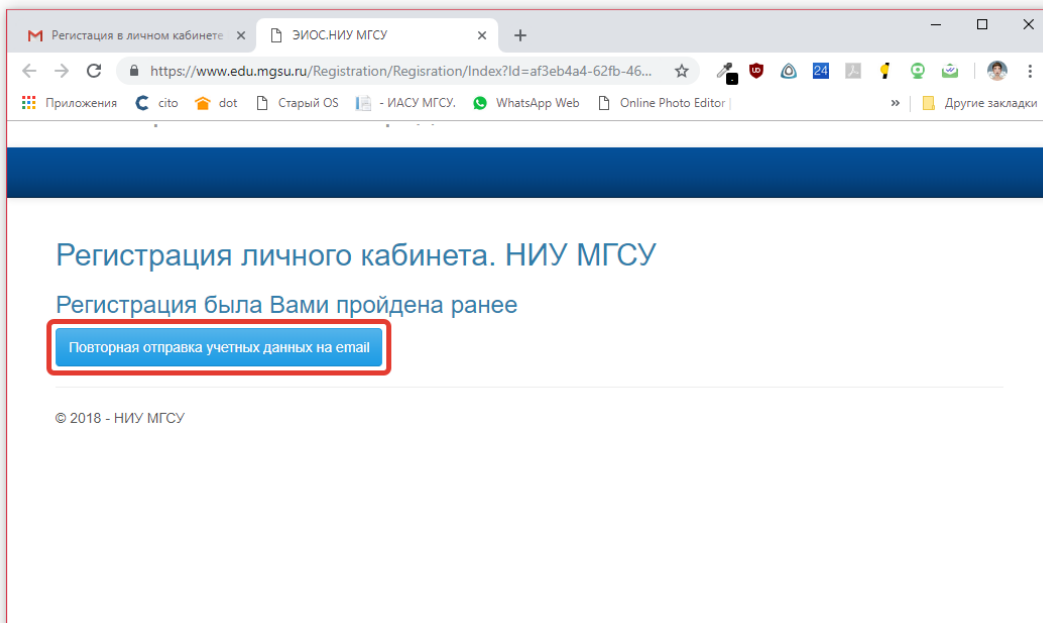 Регистация в личном кабинете
ЭИОС.НИУ МГСУ
https://www.edu.mgsu.ru/Registration/Regisration/Index?Id=af3eb4a4-62fb-46...
24
Приложения cito dot Старый OS - ИАСУ МГСУ. WhatsApp Web Online Photo Editor » Другие закладки
Регистрация личного кабинета. НИУ МГСУ
Регистрация была Вами пройдена ранее
Повторная отправка учетных данных на email
© 2018 - НИУ МГСУ